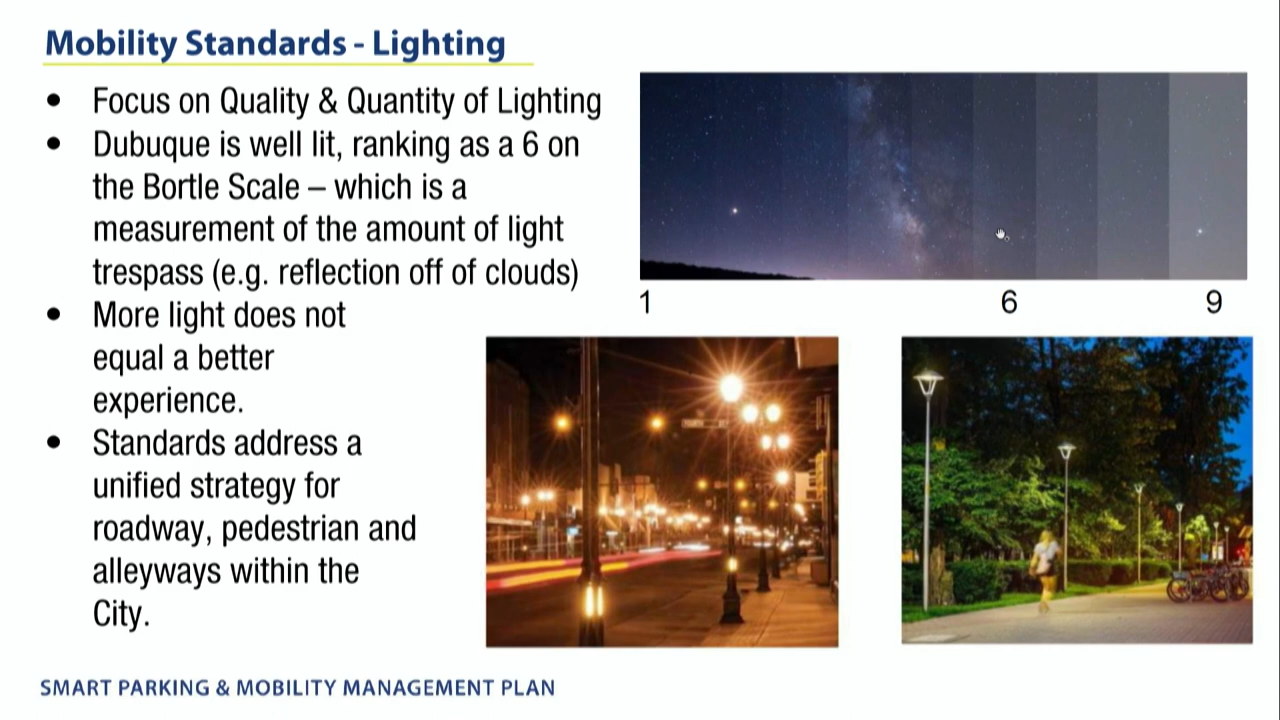 Mobility Standards - Lighting
• Focus on Quality & Quantity of Lighting
• Dubuque is well lit, ranking as a 6 on
the Bortle Scale – which is a
measurement of the amount of light
trespass (e.g. reflection off of clouds)
• More light does not
equal a better
experience.
• Standards address a
unified strategy for
roadway, pedestrian and
alleyways within the
City.
1 6 9
SMART PARKING & MOBILITY MANAGEMENT PLAN